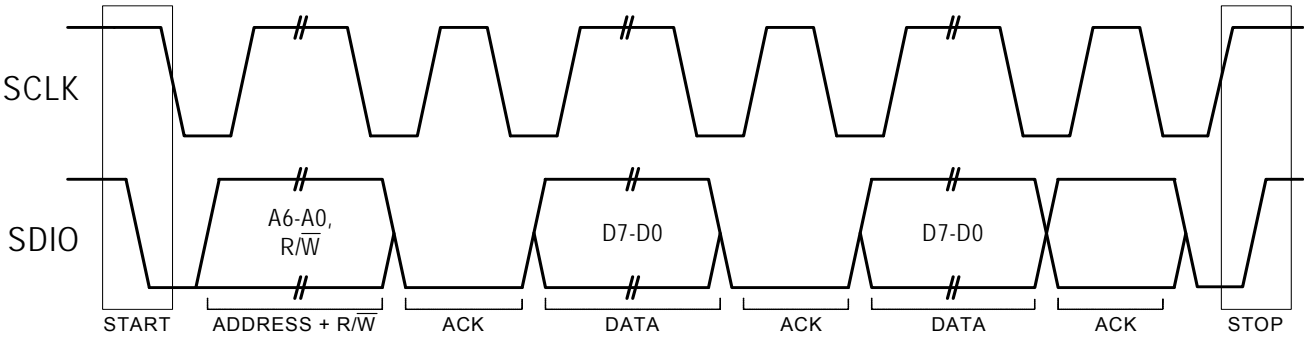 SCLK
SDIO
A6-A0,
R/W̅
D7-D0
D7-D0
START
ADDRESS + R/W̅
ACK
DATA
ACK
DATA
ACK
STOP